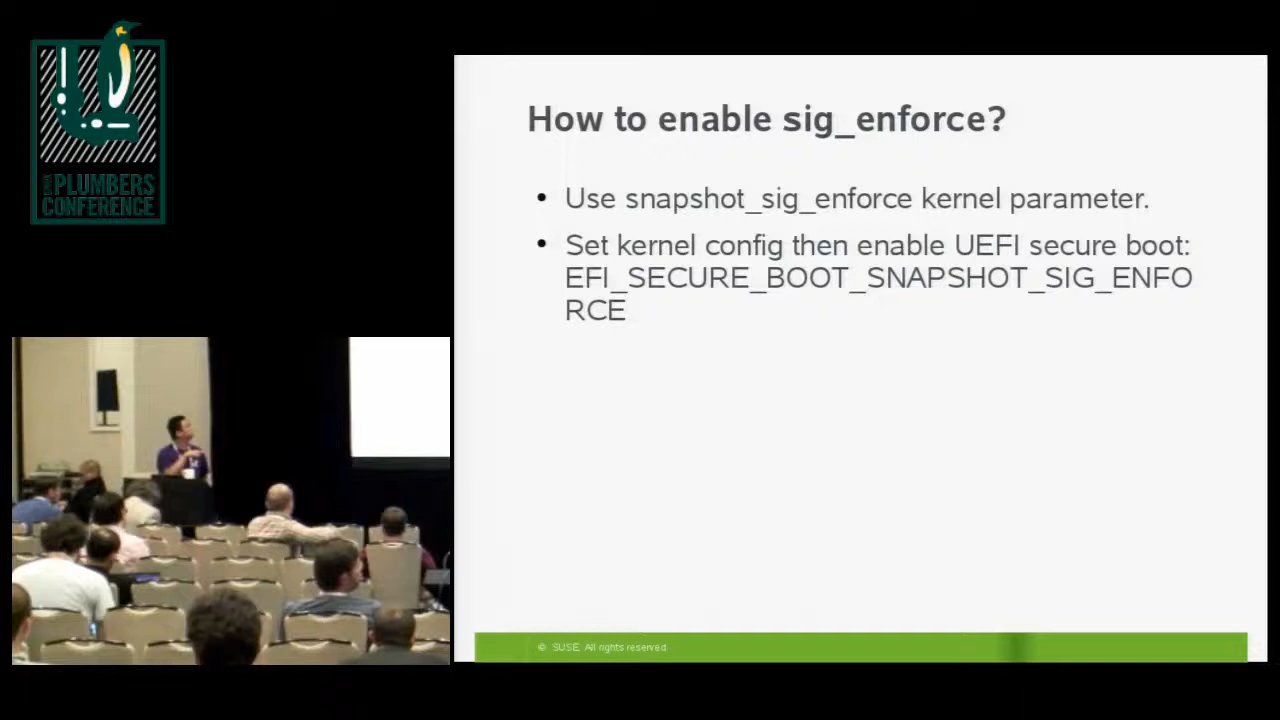 PLUMBERS
CONFERENCE
How to enable sig_enforce?
• Use snapshot_sig_enforce kernel parameter.
• Set kernel config then enable UEFI secure boot:
EFI_SECURE_BOOT_SNAPSHOT_SIG_ENFO
RCE
© SUSE. All rights reserved